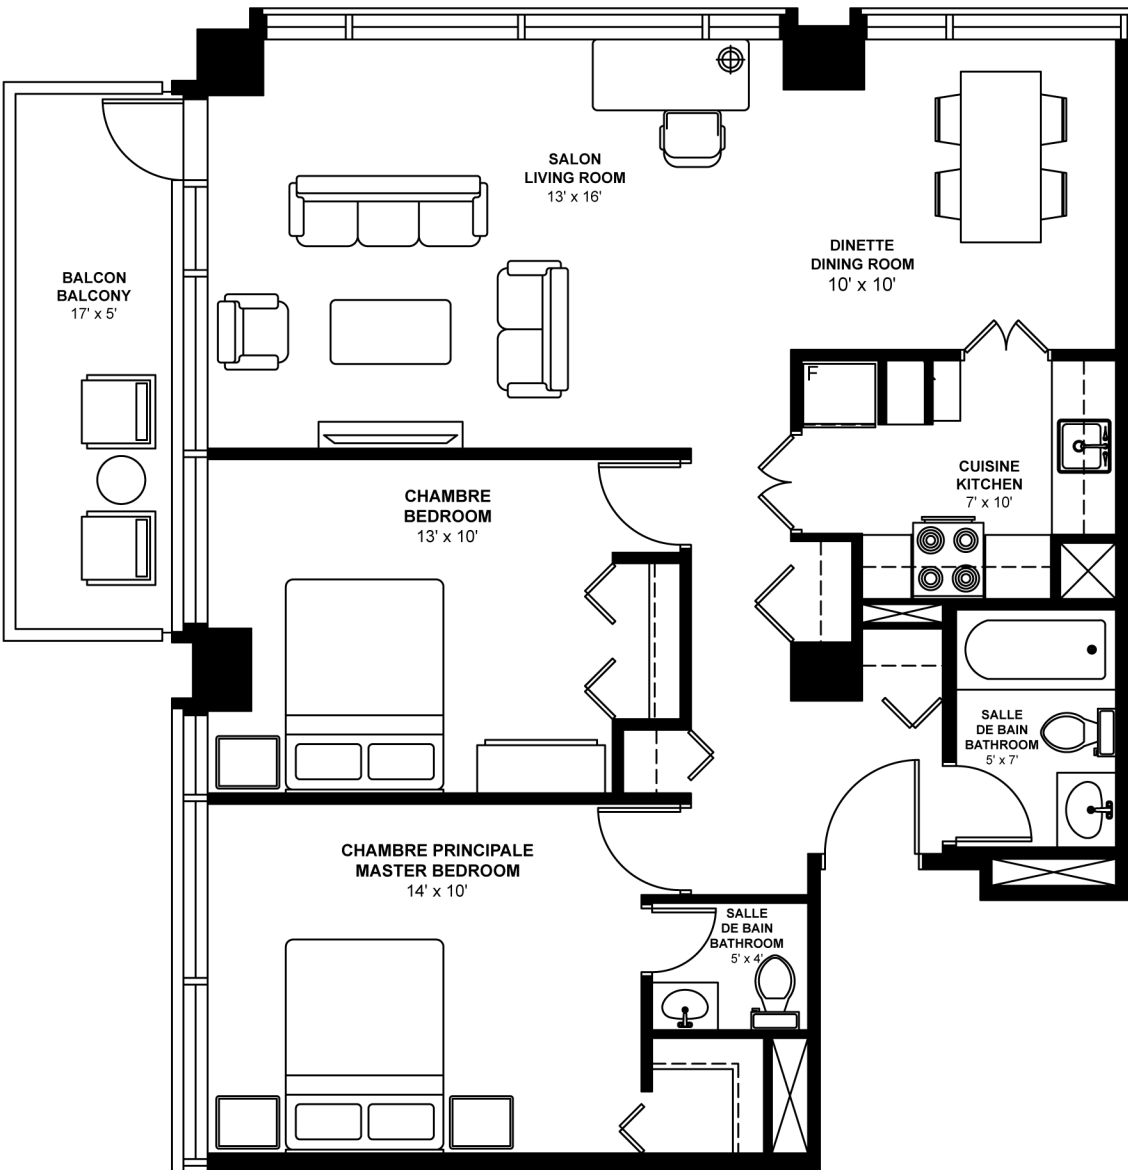 SALON
LIVING ROOM
13' x 16'
DINETTE
DINING ROOM
10' x 10'
BALCON
BALCONY
17' x 5'
F
CUISINE
KITCHEN
7' x 10'
CHAMBRE
BEDROOM
13' x 10'
SALLE
DE BAIN
BATHROOM
5' x 7'
CHAMBRE PRINCIPALE
MASTER BEDROOM
14' x 10'
SALLE
DE BAIN
BATHROOM
5' x 4'